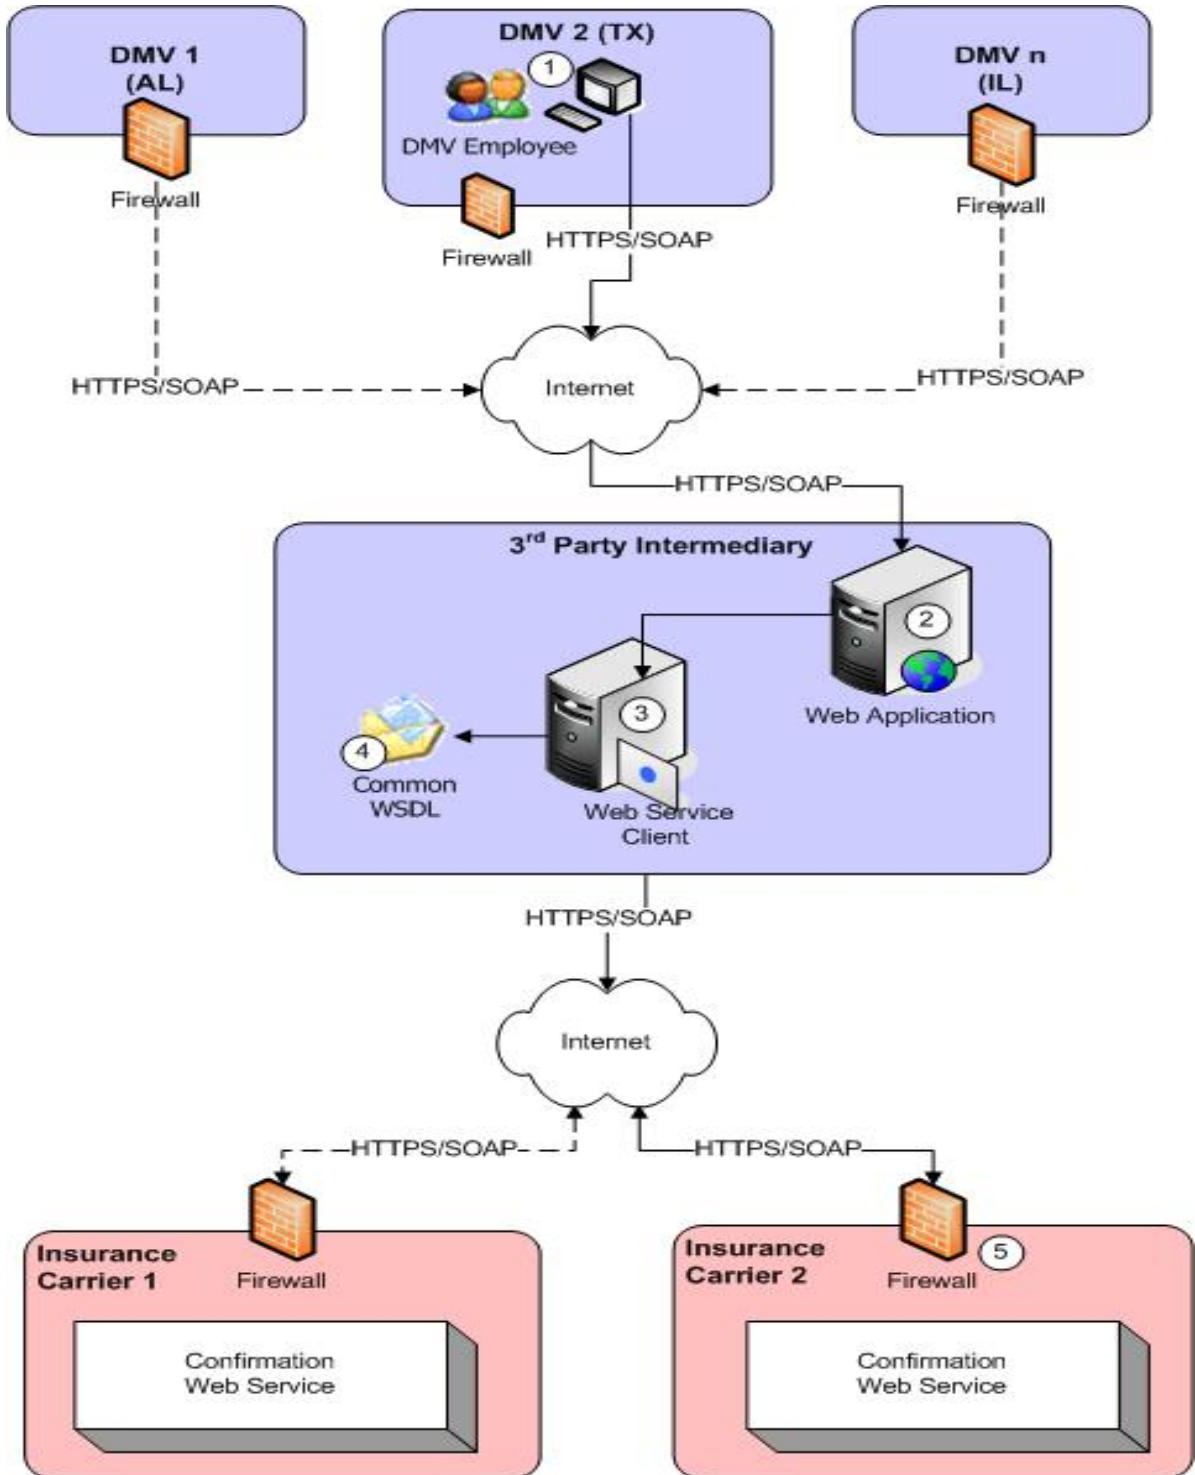 DMV 1
(AL)
Firewall
HTTPS/SOAP
DMV 2 (TX)
1
DMV Employee
Firewall
HTTPS/SOAP
DMV n
(IL)
Firewall
HTTPS/SOAP
Internet
HTTPS/SOAP
3rd Party Intermediary
2
Web Application
3
Web Service
Client
4
Common
WSDL
HTTPS/SOAP
Internet
HTTPS/SOAP
HTTPS/SOAP
Insurance
Carrier 1
Firewall
Confirmation
Web Service
Insurance
Carrier 2
5
Firewall
Confirmation
Web Service